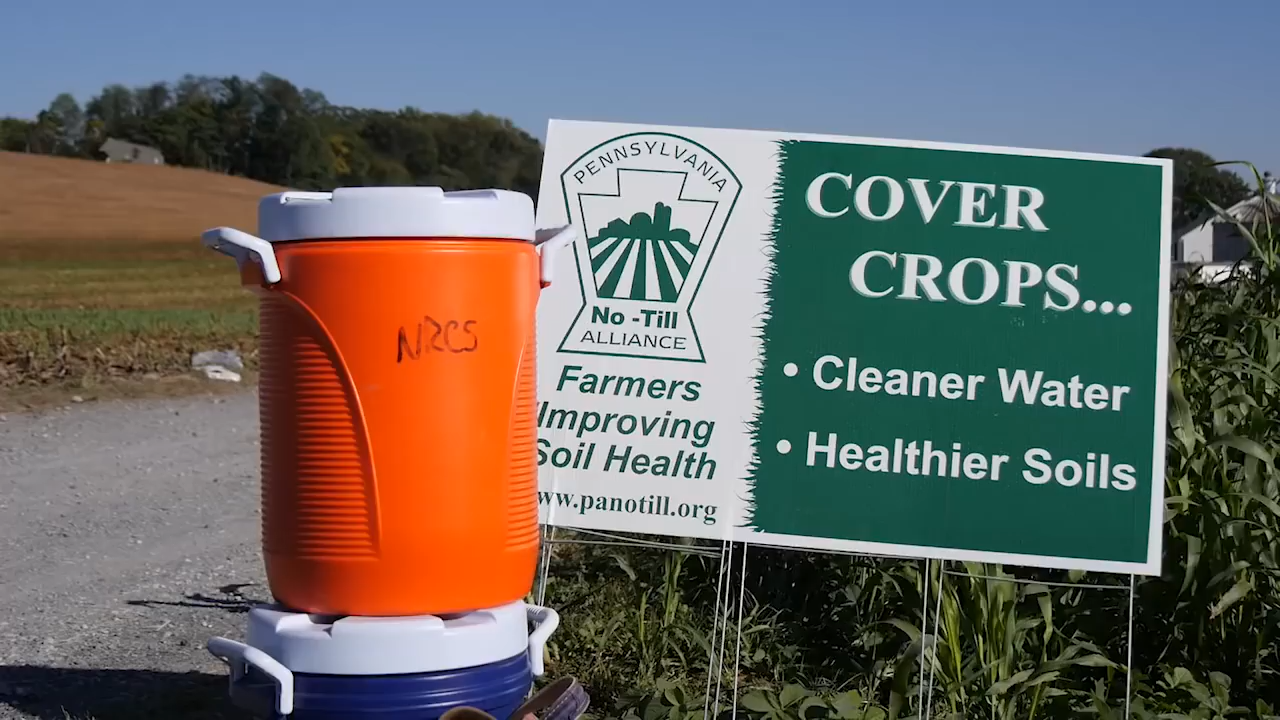 NRCS
PENNSYLVANIA
No -Till
ALLIANCE
Farmers
Improving
Soil Health
www.panotill.org
COVER
CROPS...
• Cleaner Water
• Healthier Soils